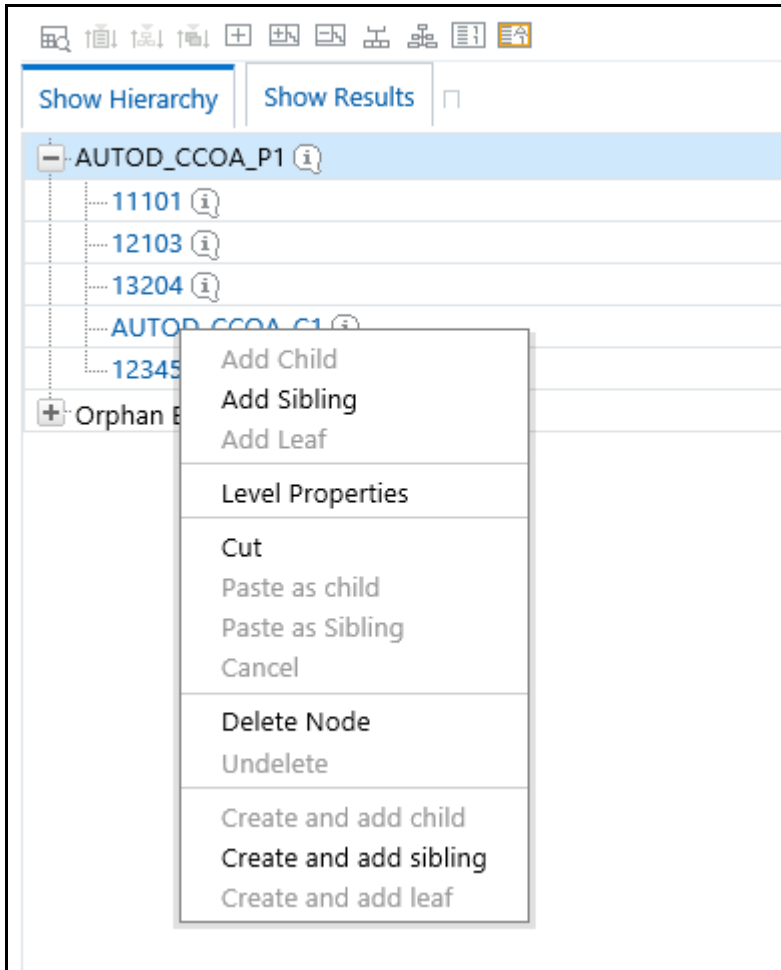 Show Hierarchy
Show Results
AUTOD_CCOA_P1
11101
12103
13204
AUTOD_CCOA_C1
12345
Orphan
Add Child
Add Sibling
Add Leaf
Level Properties
Cut
Paste as child
Paste as Sibling
Cancel
Delete Node
Undelete
Create and add child
Create and add sibling
Create and add leaf